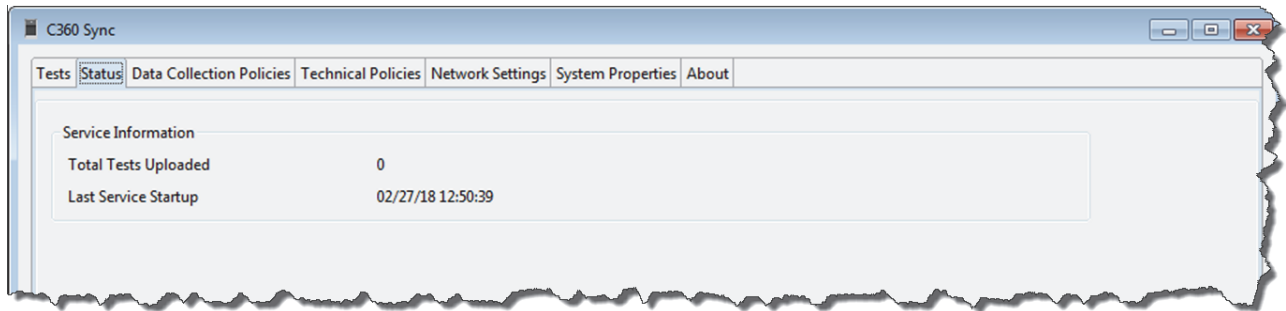 C360 Sync
Tests Status Data Collection Policies Technical Policies Network Settings System Properties About
Service Information
Total Tests Uploaded 0
Last Service Startup 02/27/18 12:50:39